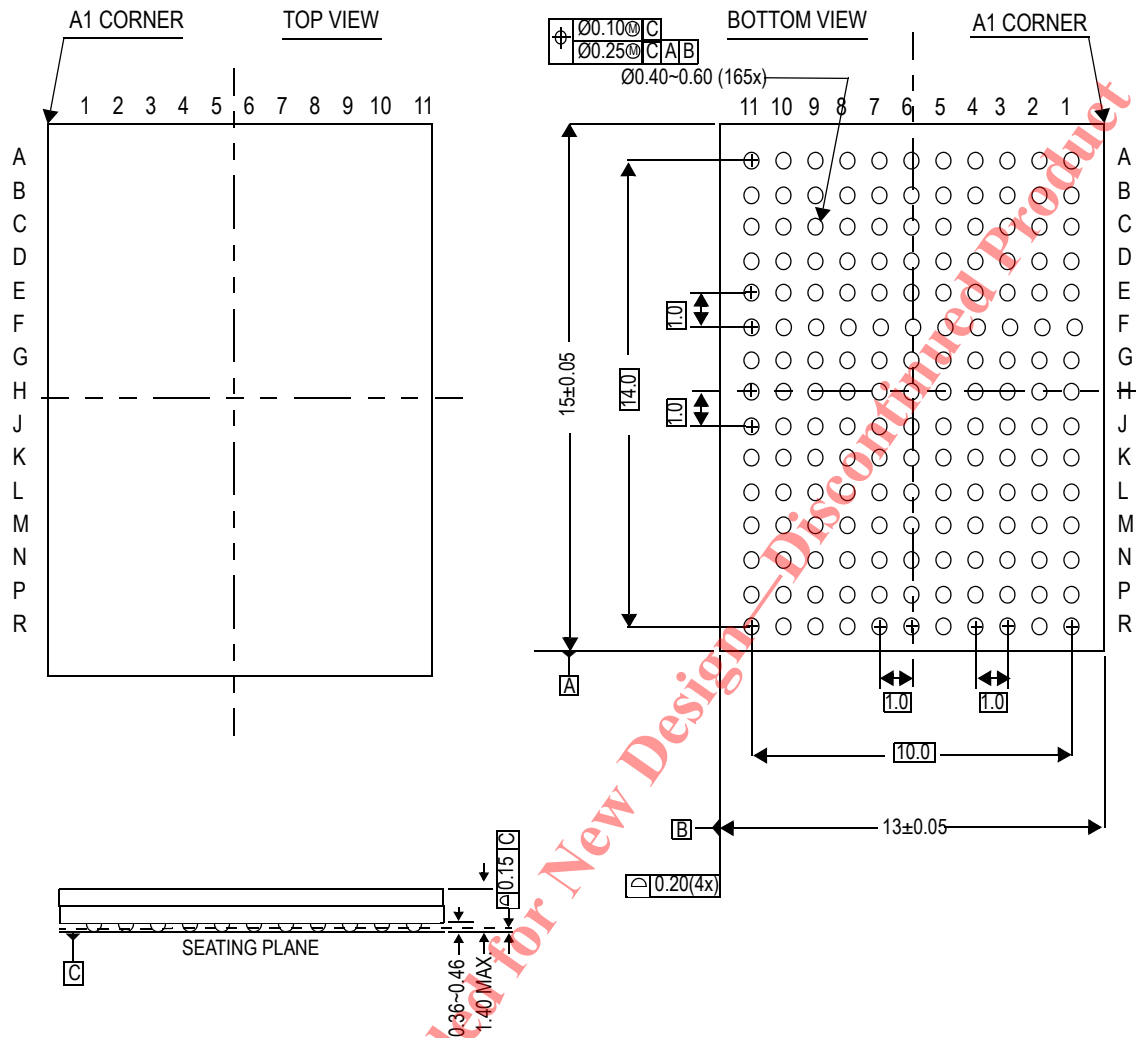 A1 CORNER
TOP VIEW
1 2 3 4 5 6 7 8 9 10 11
A
B
C
D
E
F
G
H
J
K
L
M
N
P
R
Ø0.10Ⓜ C
Ø0.25Ⓜ C A B
Ø0.40~0.60 (165x)
BOTTOM VIEW
A1 CORNER
11 10 9 8 7 6 5 4 3 2 1
A
B
C
D
E
F
G
H
J
K
L
M
N
P
R
1.0
1.0
14.0
15±0.05
A
1.0
1.0
10.0
B
13±0.05
0.20(4x)
0.15 C
SEATING PLANE
C
0.36~0.46
1.40 MAX.
ded for New Design—Discontinued Product